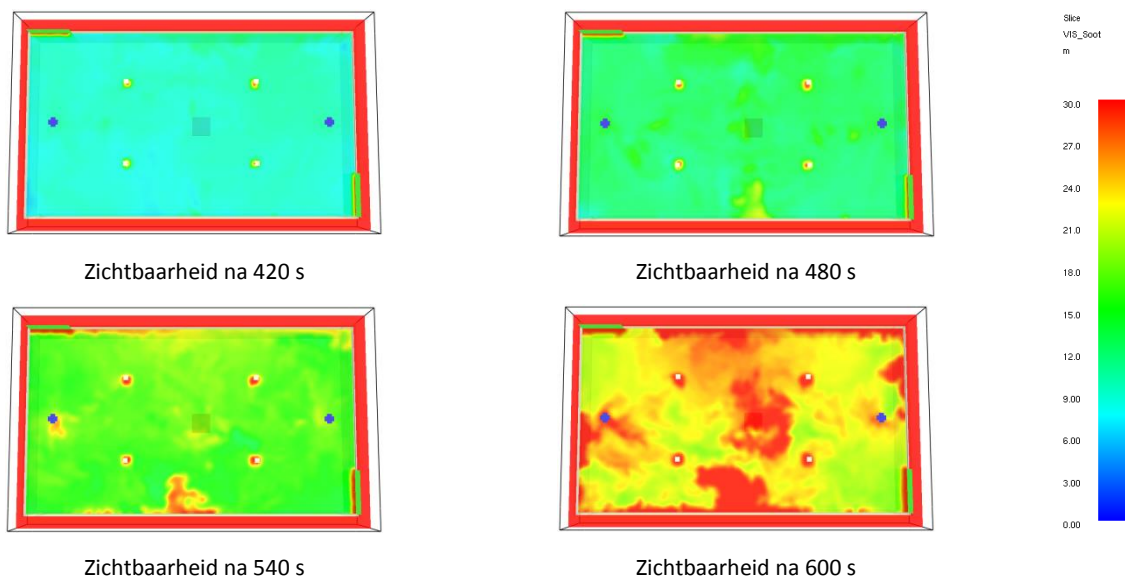 Slice
VIS_Soot
m
30.0
27.0
24.0
21.0
18.0
15.0
12.0
9.00
6.00
3.00
0.00
Zichtbaarheid na 420 s
Zichtbaarheid na 480 s
Zichtbaarheid na 540 s
Zichtbaarheid na 600 s